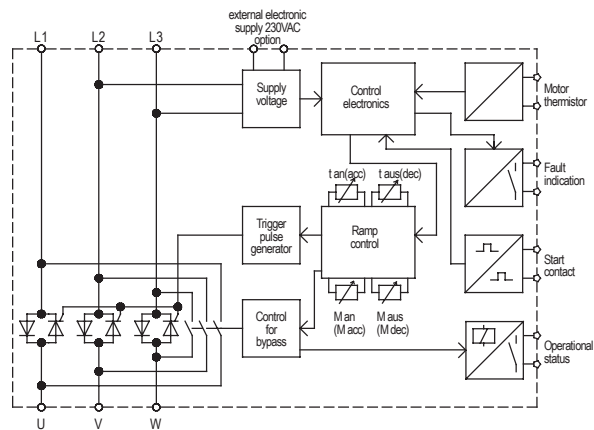 external electronic
supply 230VAC
option
L1
L2
L3
Supply
voltage
Control
electronics
Motor
thermistor
Fault
indication
t an(acc)
t aus(dec)
Trigger
pulse
generator
Ramp
control
Start
contact
M an
(M acc)
M aus
(M dec)
Control
for
bypass
Operational
status
U
V
W